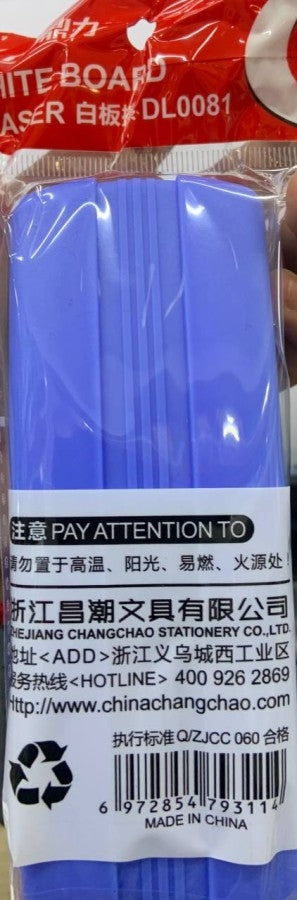 鼎力
HITE BOARD
ASER 白板擦 DL0081
注意 PAY ATTENTION TO
请勿置于高温、阳光、易燃、火源处!
浙江昌潮文具有限公司
ZHEJIANG CHANGCHAO STATIONERY CO.,LTD.
地址<ADD>浙江义乌城西工业区
服务热线<HOTLINE> 400 926 2869
Http://www.chinachangchao.com
执行标准 Q/ZJCC 060 合格
6 972854 793114
MADE IN CHINA